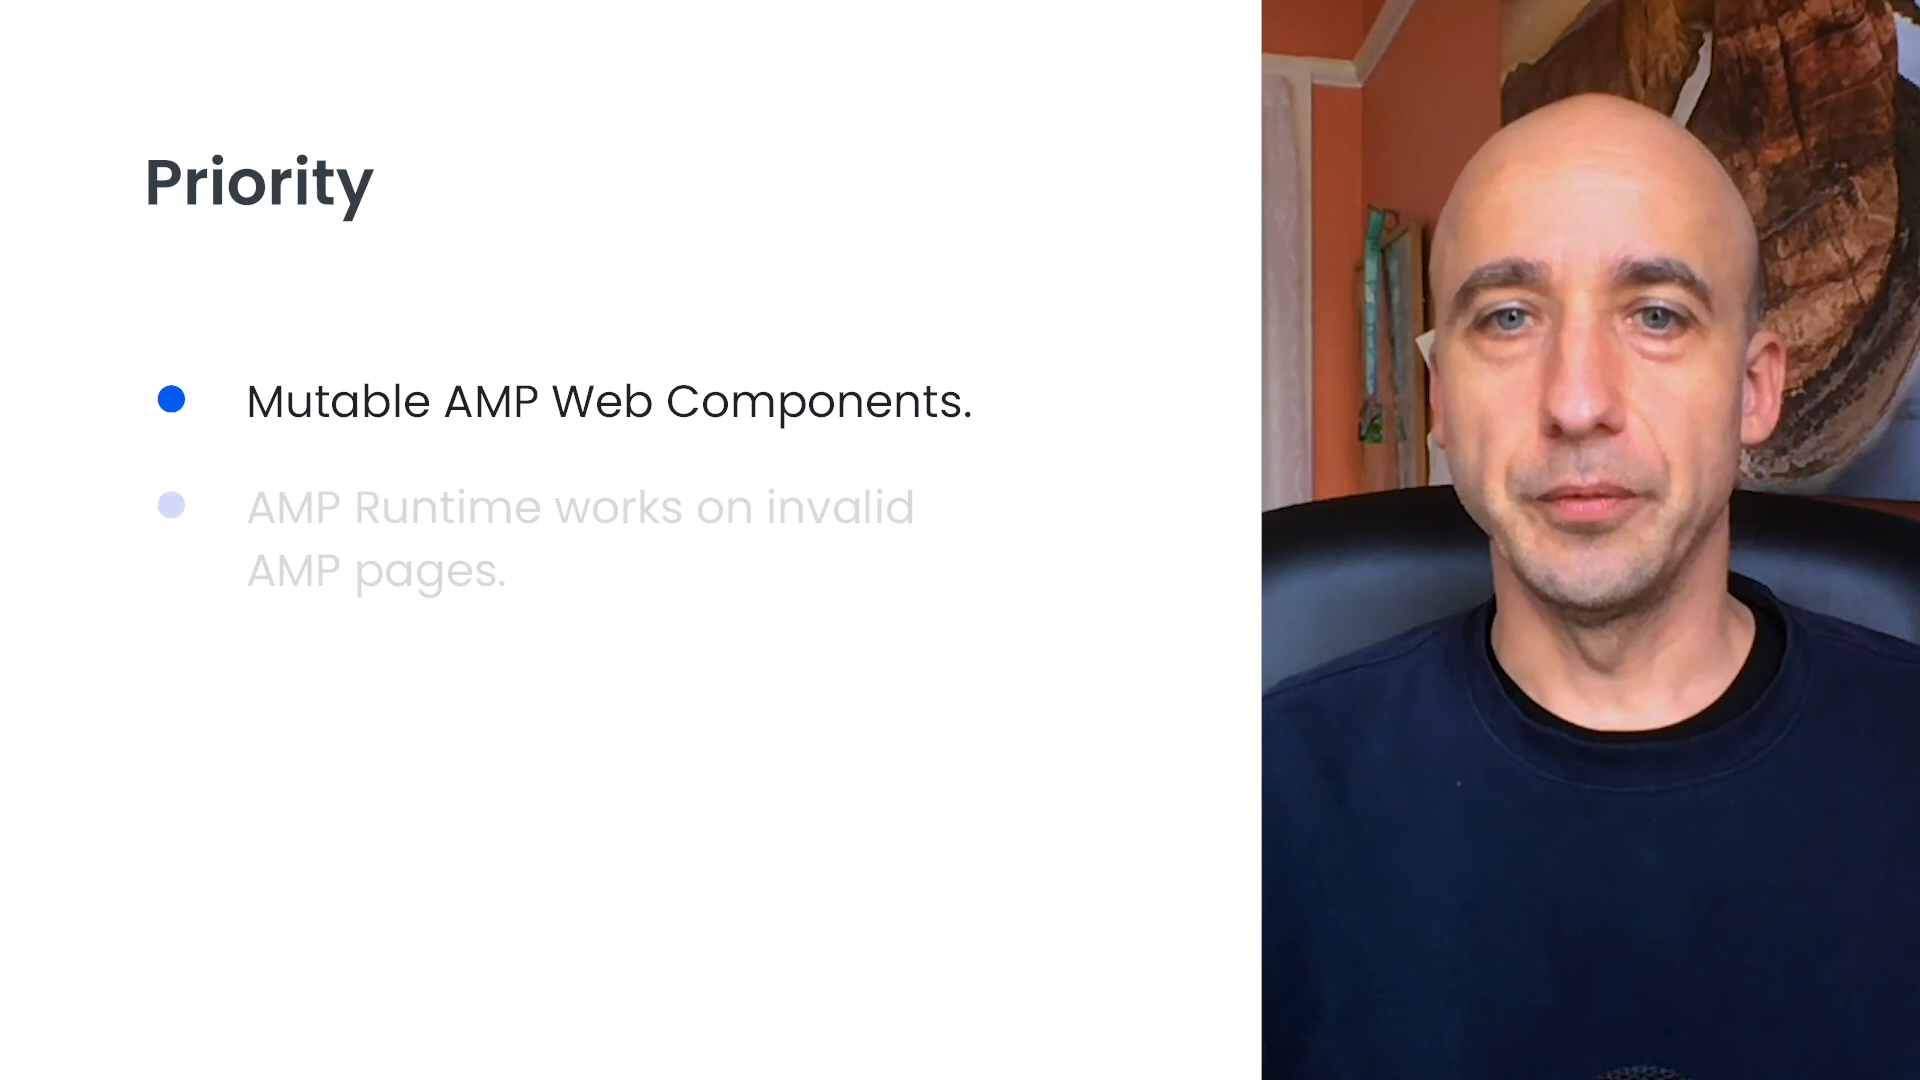 Priority
Mutable AMP Web Components.
AMP Runtime works on invalid
AMP pages.